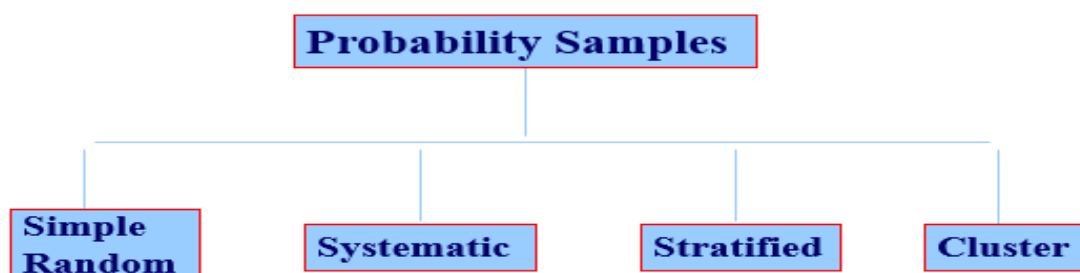 Probability Samples
Simple
Random
Systematic
Stratified
Cluster